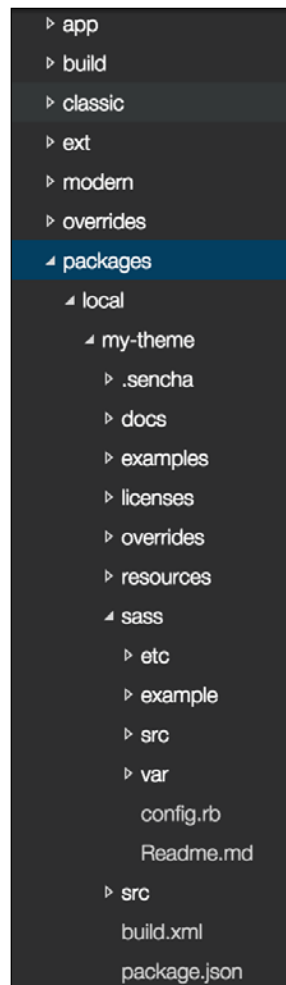 app
build
classic
ext
modern
overrides
packages
local
my-theme
.sencha
docs
examples
licenses
overrides
resources
sass
etc
example
src
var
config.rb
Readme.md
src
build.xml
package.json